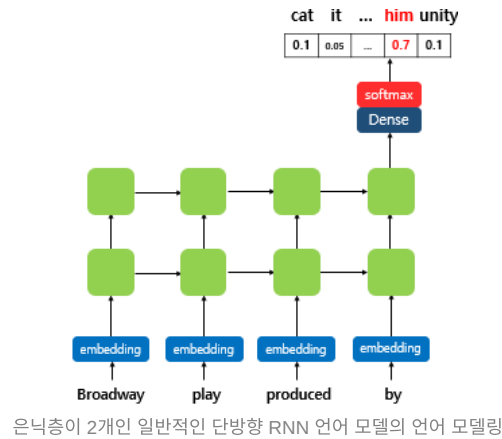 cat it ... him unity
0.1 0.05 ... 0.7 0.1
softmax
Dense
embedding embedding embedding embedding
Broadway play produced by
은닉층이 2개인 일반적인 단방향 RNN 언어 모델의 언어 모델링